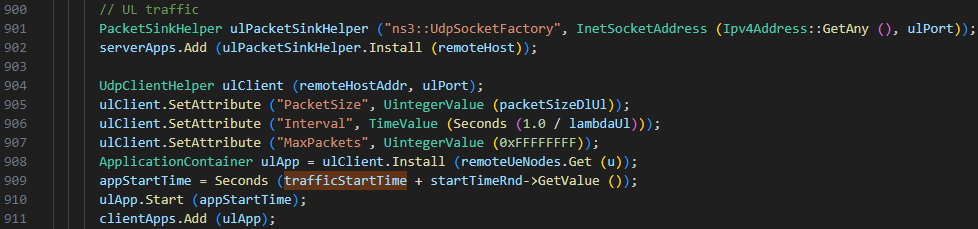 900 // UL traffic
901 PacketSinkHelper ulPacketSinkHelper ("ns3::UdpSocketFactory", InetSocketAddress (Ipv4Address::GetAny (), ulPort));
902 serverApps.Add (ulPacketSinkHelper.Install (remoteHost));
903
904 UdpClientHelper ulClient (remoteHostAddr, ulPort);
905 ulClient.SetAttribute ("PacketSize", UintegerValue (packetSizeDlUl));
906 ulClient.SetAttribute ("Interval", TimeValue (Seconds (1.0 / lambdaUl)));
907 ulClient.SetAttribute ("MaxPackets", UintegerValue (0xFFFFFFFF));
908 ApplicationContainer ulApp = ulClient.Install (remoteUeNodes.Get (u));
909 appStartTime = Seconds (trafficStartTime + startTimeRnd->GetValue ());
910 ulApp.Start (appStartTime);
911 clientApps.Add (ulApp);